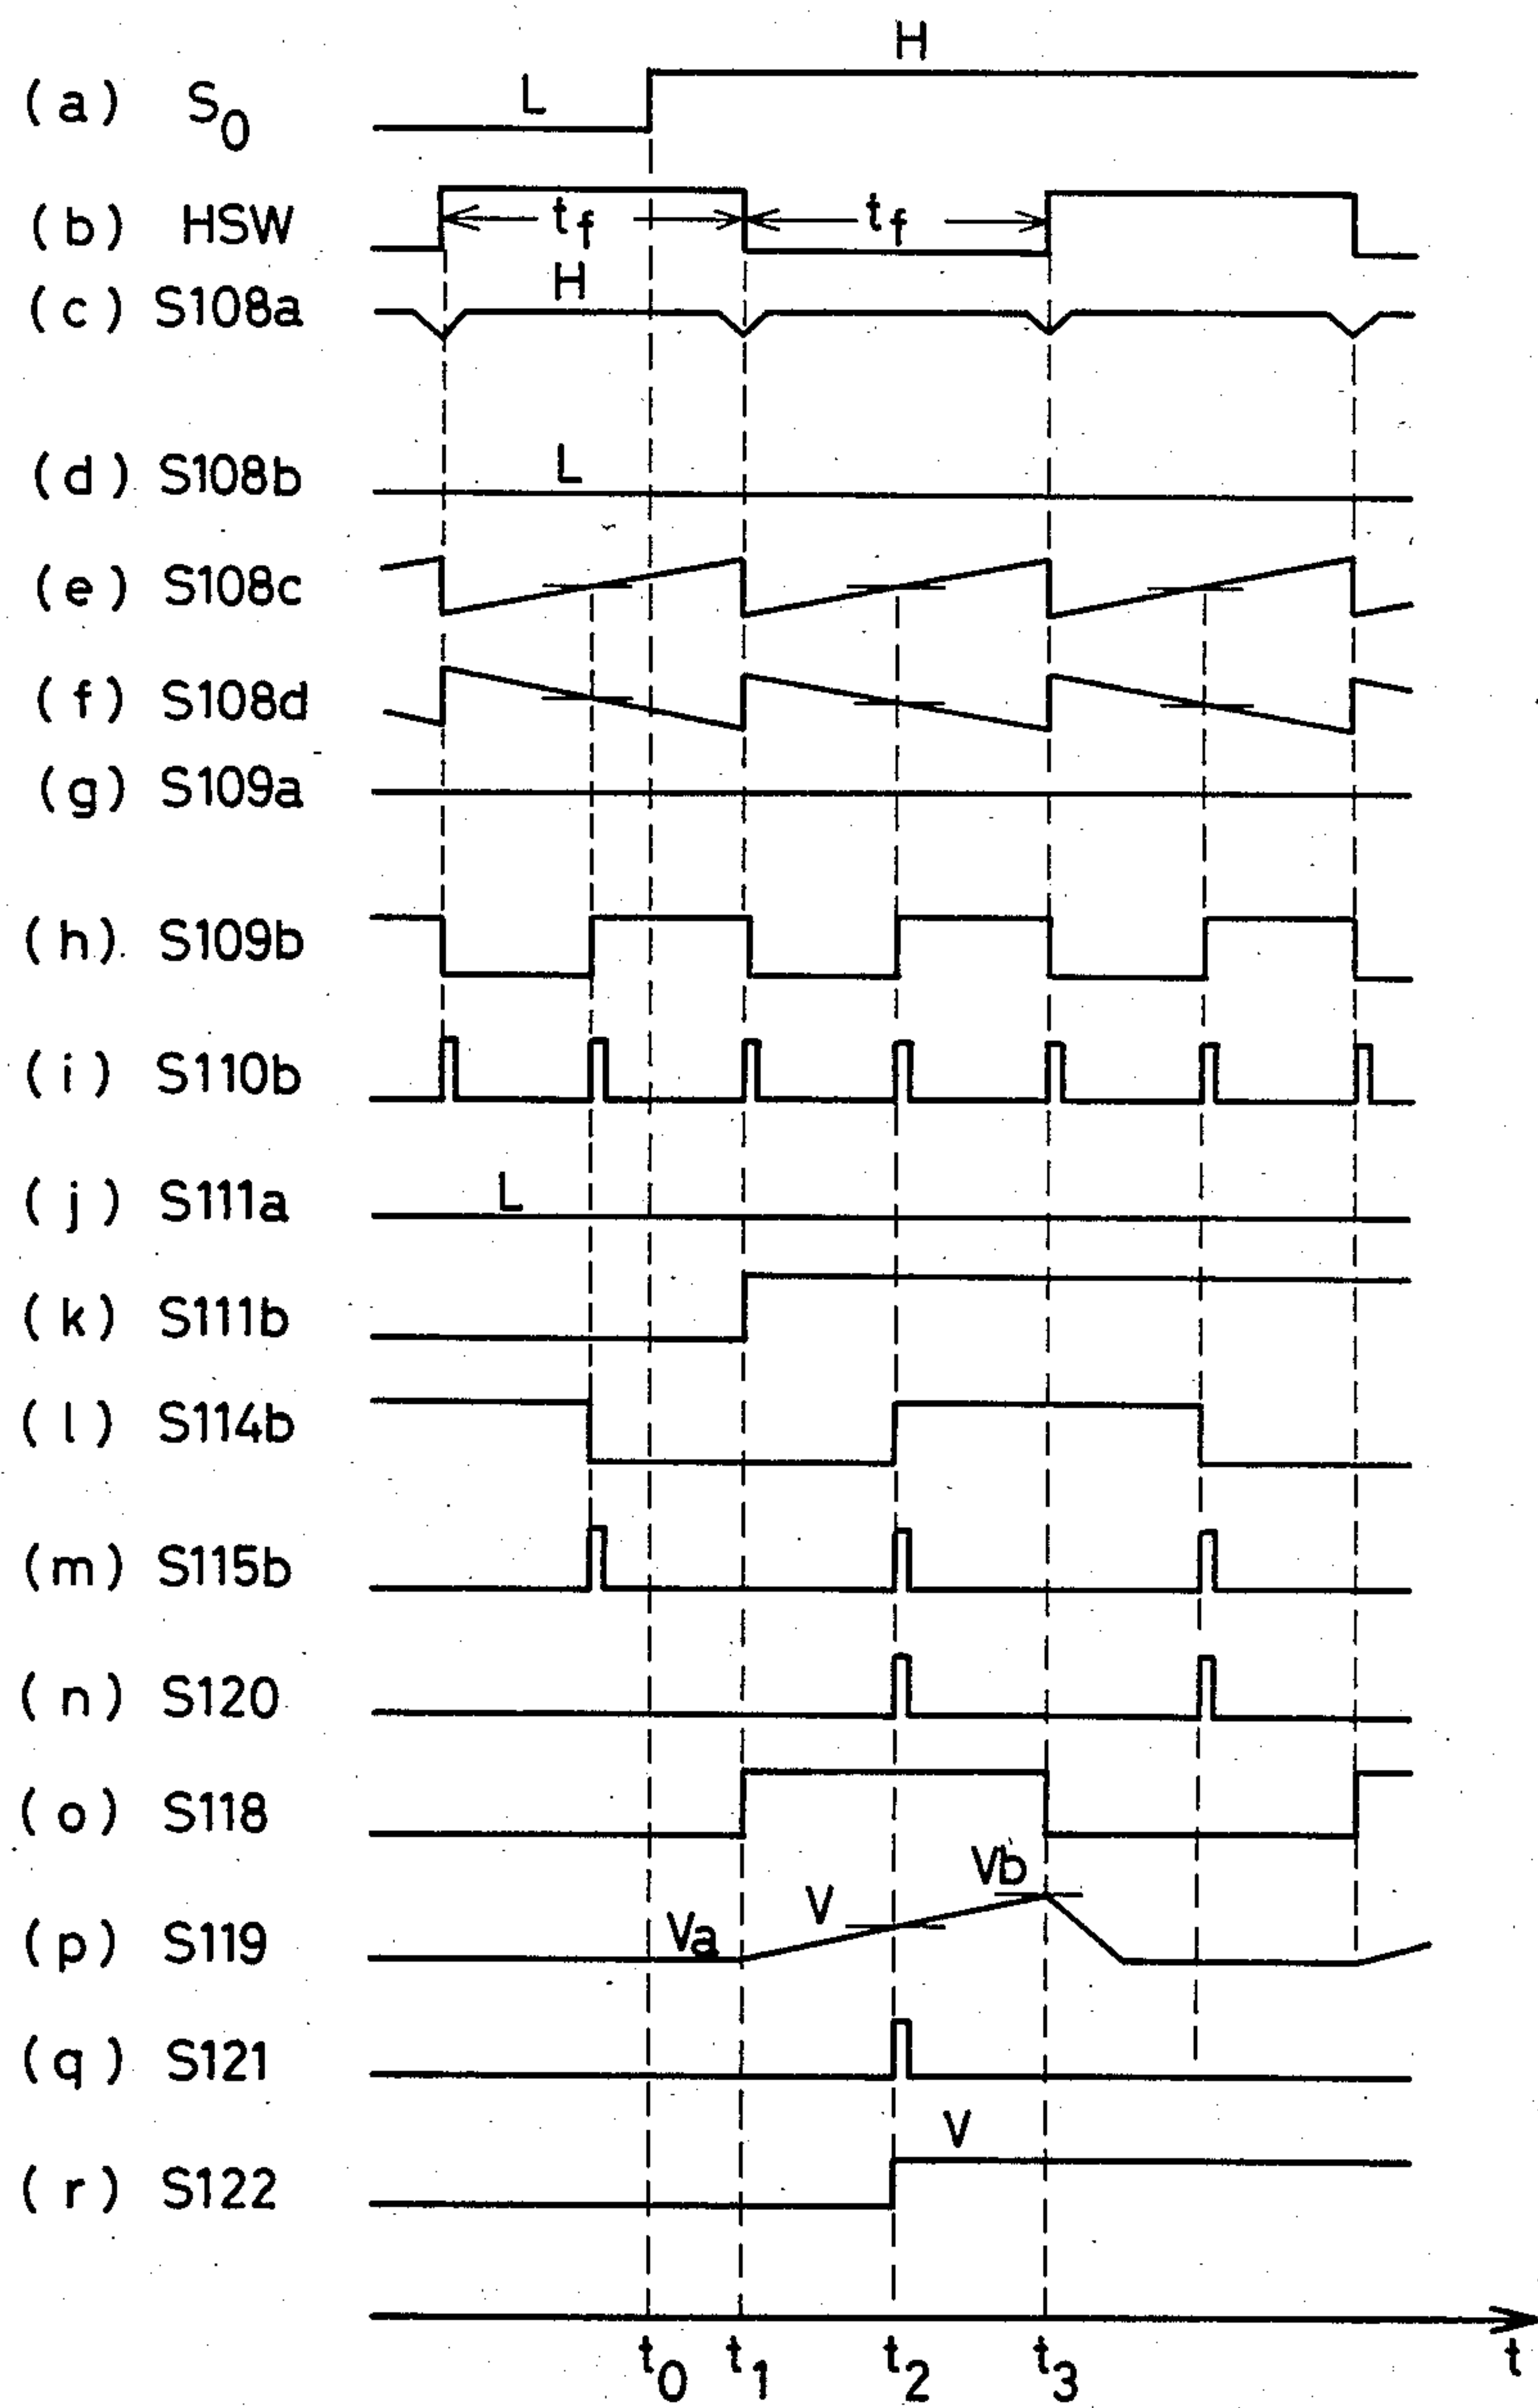 H
(a) S0 L
(b) HSW tf tf
H
(c) S108a
(d) S108b L
(e) S108c
(f) S108d
(g) S109a
(h) S109b
(i) S110b
(j) S111a L
(k) S111b
(l) S114b
(m) S115b
(n) S120
(o) S118
Vb
(p) S119 Va V
(q) S121
V
(r) S122
t0 t1 t2 t3 t